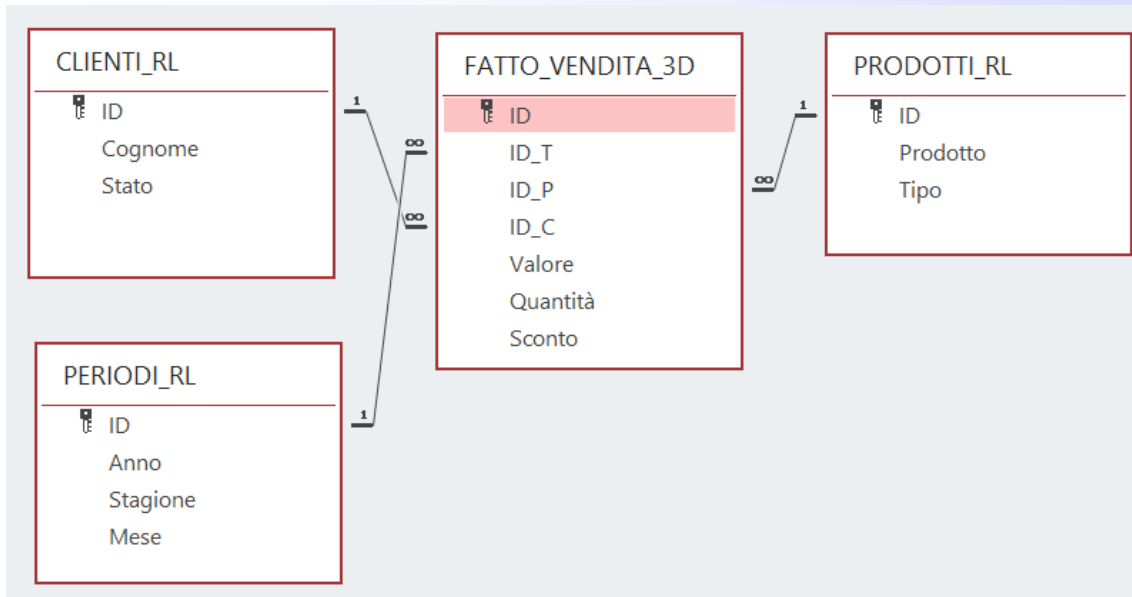 CLIENTI_RL
ID
Cognome
Stato
FATTO_VENDITA_3D
ID
ID_T
ID_P
ID_C
Valore
Quantità
Sconto
PRODOTTI_RL
ID
Prodotto
Tipo
PERIODI_RL
ID
Anno
Stagione
Mese
1
∞
∞
1
∞
1